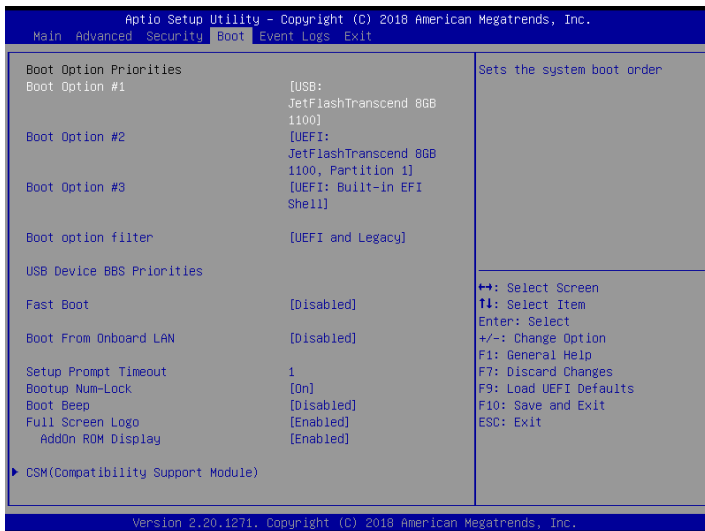 Aptio Setup Utility – Copyright (C) 2018 American Megatrends, Inc.
Main Advanced Security Boot Event Logs Exit
Boot Option Priorities
Boot Option #1 [USB:
JetFlashTranscend 8GB
1100]
Boot Option #2 [UEFI:
JetFlashTranscend 8GB
1100, Partition 1]
Boot Option #3 [UEFI: Built-in EFI
Shell]
Boot option filter [UEFI and Legacy]
USB Device BBS Priorities
Fast Boot [Disabled]
Boot From Onboard LAN [Disabled]
Setup Prompt Timeout 1
Bootup Num-Lock [On]
Boot Beep [Disabled]
Full Screen Logo [Enabled]
AddOn ROM Display [Enabled]
CSM(Compatibility Support Module)
Sets the system boot order
↔: Select Screen
↑↓: Select Item
Enter: Select
+/-: Change Option
F1: General Help
F7: Discard Changes
F9: Load UEFI Defaults
F10: Save and Exit
ESC: Exit
Version 2.20.1271. Copyright (C) 2018 American Megatrends, Inc.